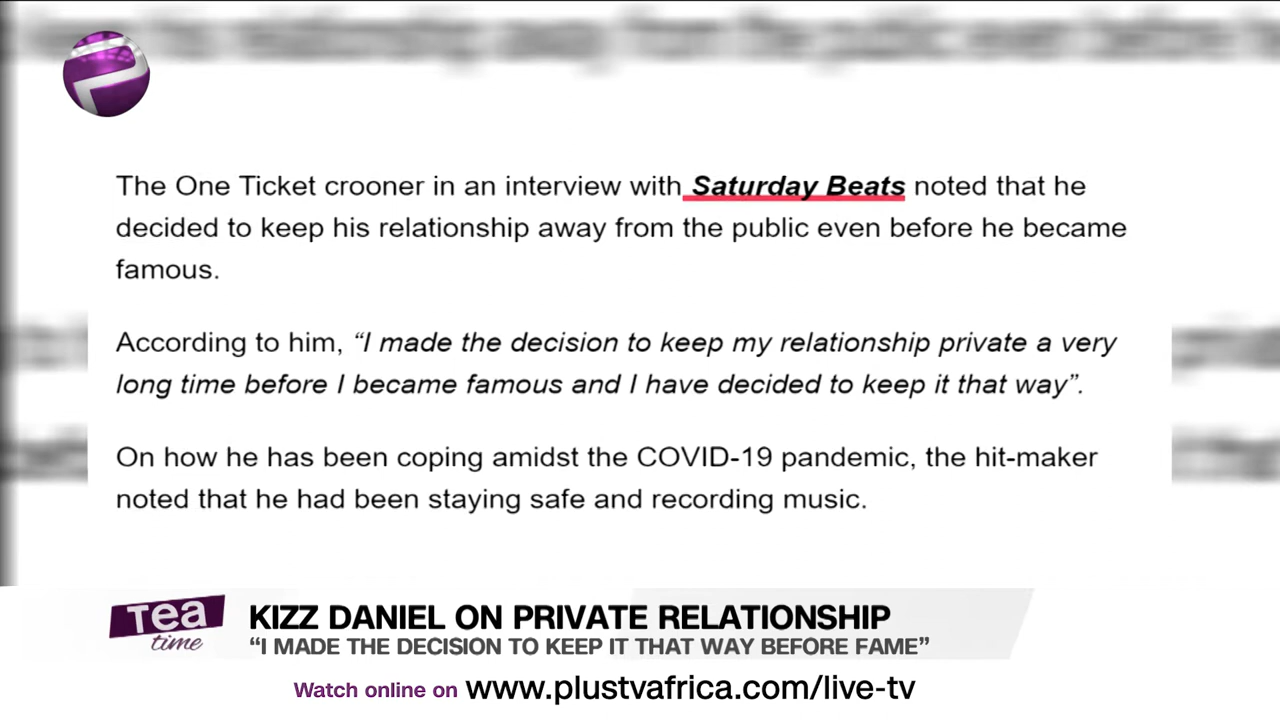 The One Ticket crooner in an interview with Saturday Beats noted that he
decided to keep his relationship away from the public even before he became
famous.
According to him, “I made the decision to keep my relationship private a very
long time before I became famous and I have decided to keep it that way”.
On how he has been coping amidst the COVID-19 pandemic, the hit-maker
noted that he had been staying safe and recording music.
Tea
time
KIZZ DANIEL ON PRIVATE RELATIONSHIP
“I MADE THE DECISION TO KEEP IT THAT WAY BEFORE FAME”
Watch online on www.plustvafrica.com/live-tv